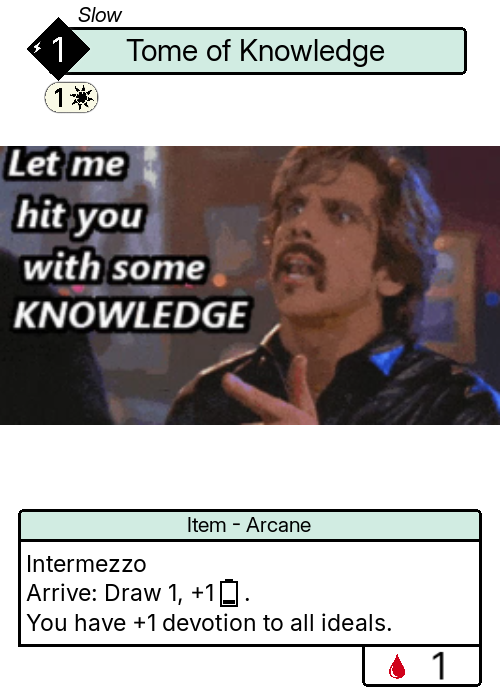 Slow
1 Tome of Knowledge
1
Let me
hit you
with some
KNOWLEDGE
Item - Arcane
Intermezzo
Arrive: Draw 1, +1 .
You have +1 devotion to all ideals.
1